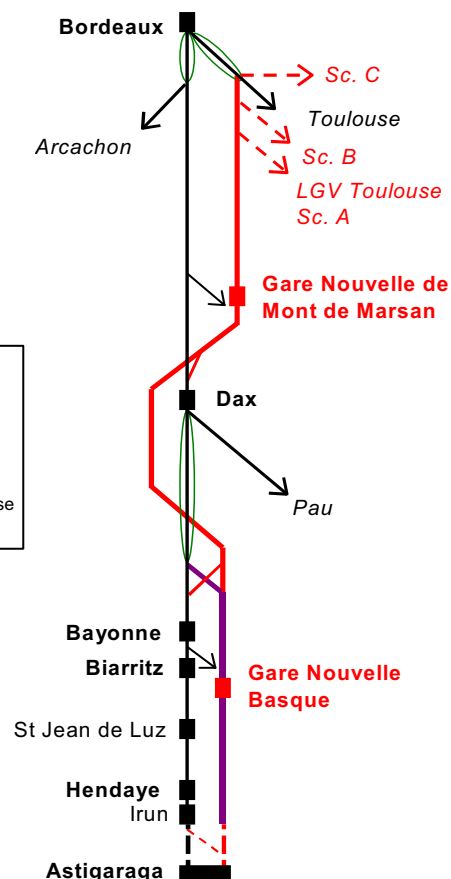 Bordeaux
Sc. C
Toulouse
Arcachon
Sc. B
LGV Toulouse
Sc. A
Gare Nouvelle de
Mont de Marsan
Dax
se
Pau
Bayonne
Biarritz
Gare Nouvelle
Basque
St Jean de Luz
Hendaye
Irun
Astigaraga